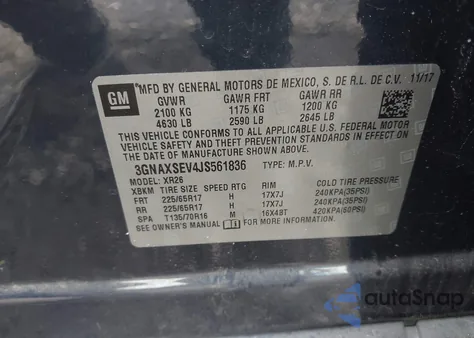 GM
MFD BY GENERAL MOTORS DE MEXICO, S. DE R.L. DE C.V. 11/17
GVWR GAWR FRT GAWR RR
2100 KG 1175 KG 1200 KG
4630 LB 2590 LB 2645 LB
THIS VEHICLE CONFORMS TO ALL APPLICABLE U.S. FEDERAL MOTOR
VEHICLE SAFETY, BUMPER, AND THEFT PREVENTION STANDARDS IN
EFFECT ON THE DATE OF MANUFACTURE SHOWN ABOVE.
3GNAXSEV4JS561836 TYPE: M.P.V.
MODEL: XR26
XBKM TIRE SIZE SPEED RTG RIM COLD TIRE PRESSURE
FRT 225/65R17 H 17X7J 240KPA(35PSI)
RR 225/65R17 H 17X7J 240KPA(35PSI)
SPA T135/70R16 M 16X4BT 420KPA(60PSI)
SEE OWNER'S MANUAL FOR MORE INFORMATION.
autoSnap